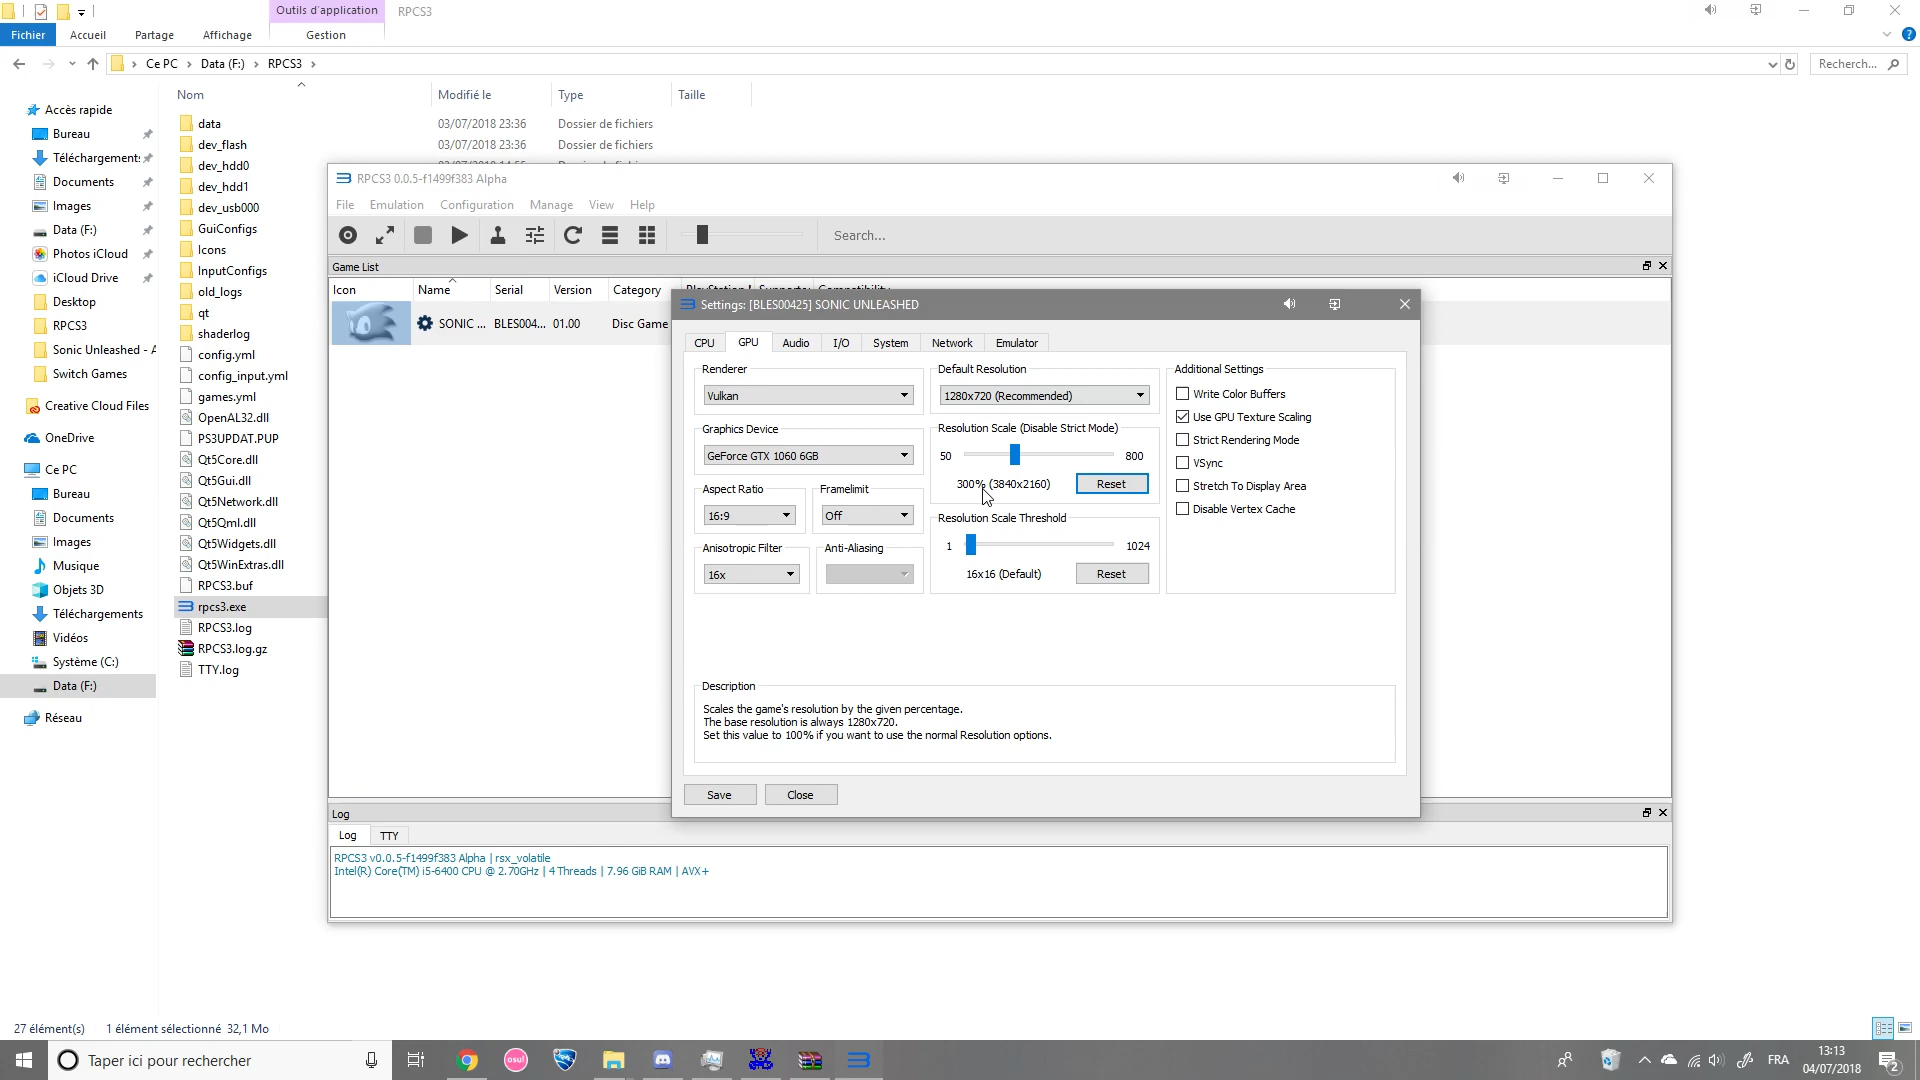 Outils d'application
RPCS3
Fichier
Accueil
Partage
Affichage
Gestion
Ce PC
Data (F:)
RPCS3
Recherch...
Nom
Modifié le
Type
Taille
Accès rapide
Bureau
Téléchargement:
Documents
Images
Data (F:)
Photos iCloud
iCloud Drive
Desktop
RPCS3
Sonic Unleashed - A
Switch Games
Creative Cloud Files
OneDrive
Ce PC
Bureau
Documents
Images
Musique
Objets 3D
Téléchargements
Vidéos
Système (C:)
Data (F:)
Réseau
data
03/07/2018 23:36
Dossier de fichiers
dev_flash
03/07/2018 23:36
Dossier de fichiers
dev_hdd0
dev_hdd1
dev_usb000
GuiConfigs
Icons
InputConfigs
old_logs
qt
shaderlog
config.yml
config_input.yml
games.yml
OpenAL32.dll
PS3UPDAT.PUP
Qt5Core.dll
Qt5Gui.dll
Qt5Network.dll
Qt5Qml.dll
Qt5Widgets.dll
Qt5WinExtras.dll
RPCS3.buf
rpcs3.exe
RPCS3.log
RPCS3.log.gz
TTY.log
RPCS3 0.0.5-f1499f383 Alpha
File
Emulation
Configuration
Manage
View
Help
Search...
Game List
Icon
Name
Serial
Version
Category
SONIC ...
BLES004...
01.00
Disc Game
Settings: [BLES00425] SONIC UNLEASHED
CPU
GPU
Audio
I/O
System
Network
Emulator
Renderer
Vulkan
Graphics Device
GeForce GTX 1060 6GB
Aspect Ratio
16:9
Framelimit
Off
Anisotropic Filter
16x
Anti-Aliasing
Default Resolution
1280x720 (Recommended)
Resolution Scale (Disable Strict Mode)
50
800
300% (3840x2160)
Reset
Resolution Scale Threshold
1
1024
16x16 (Default)
Reset
Additional Settings
Write Color Buffers
Use GPU Texture Scaling
Strict Rendering Mode
VSync
Stretch To Display Area
Disable Vertex Cache
Description
Scales the game's resolution by the given percentage.
The base resolution is always 1280x720.
Set this value to 100% if you want to use the normal Resolution options.
Save
Close
Log
Log
TTY
RPCS3 v0.0.5-f1499f383 Alpha | rsx_volatile
Intel(R) Core(TM) i5-6400 CPU @ 2.70GHz | 4 Threads | 7.96 GiB RAM | AVX+
27 élément(s)
1 élément sélectionné 32,1 Mo
Taper ici pour rechercher
osu!
FRA
13:13
04/07/2018
2